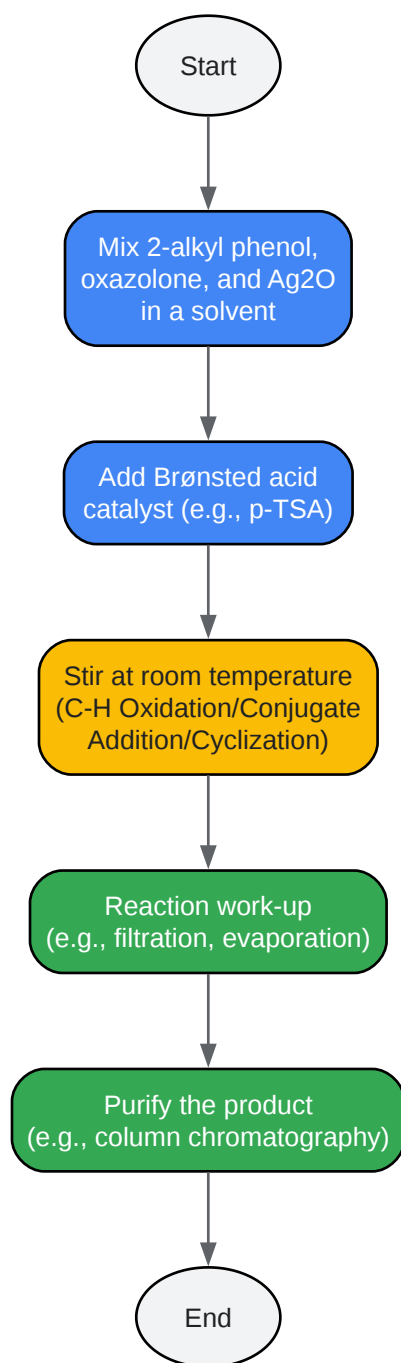 Start
Mix 2-alkyl phenol,
oxazolone, and Ag2O
in a solvent
Add Brønsted acid
catalyst (e.g., p-TSA)
Stir at room temperature
(C-H Oxidation/Conjugate
Addition/Cyclization)
Reaction work-up
(e.g., filtration, evaporation)
Purify the product
(e.g., column chromatography)
End